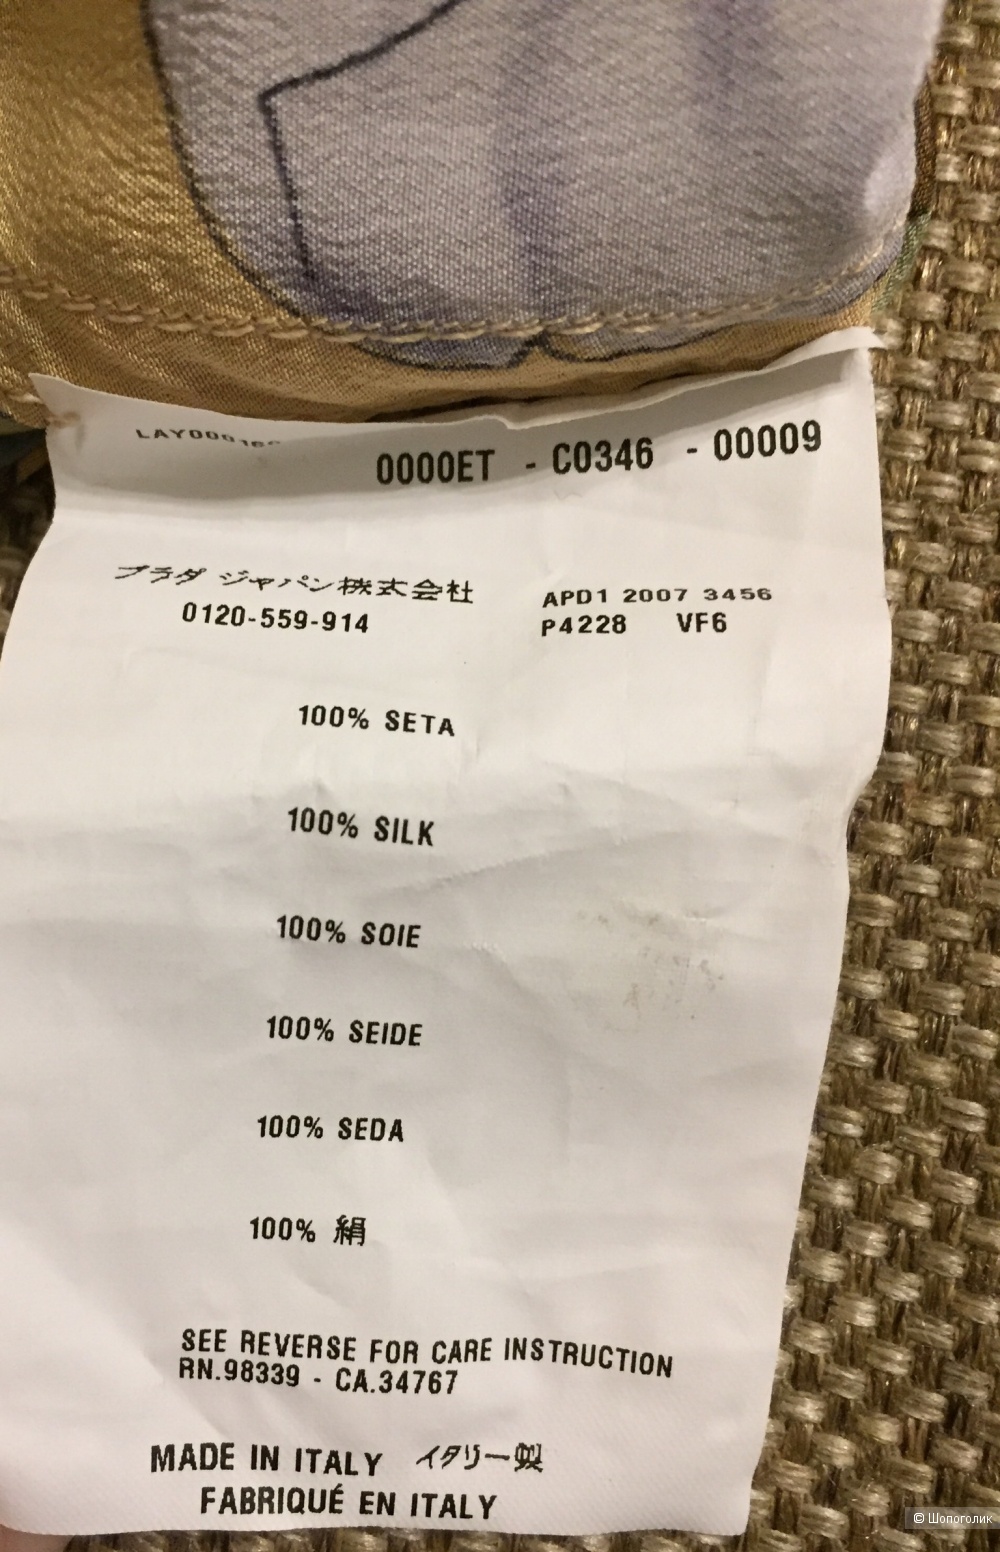 0000ET - C0346 - 00009
プラダ ジャパン株式会社
0120-559-914
APD1 2007 3456
P4228 VF6
100% SETA
100% SILK
100% SOIE
100% SEIDE
100% SEDA
100% 絹
SEE REVERSE FOR CARE INSTRUCTION
RN.98339 - CA.34767
MADE IN ITALY イタリー製
FABRIQUÉ EN ITALY
© Шопоголик